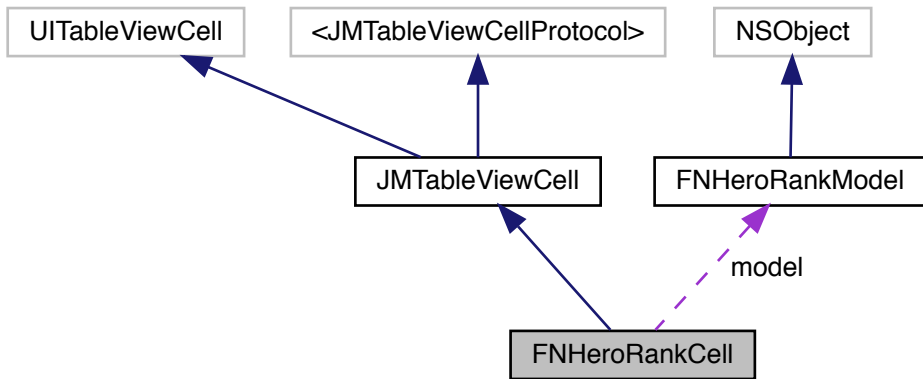 UITableViewCell
<JMTableViewCellProtocol>
NSObject
JMTableViewCell
FNHeroRankModel
model
FNHeroRankCell